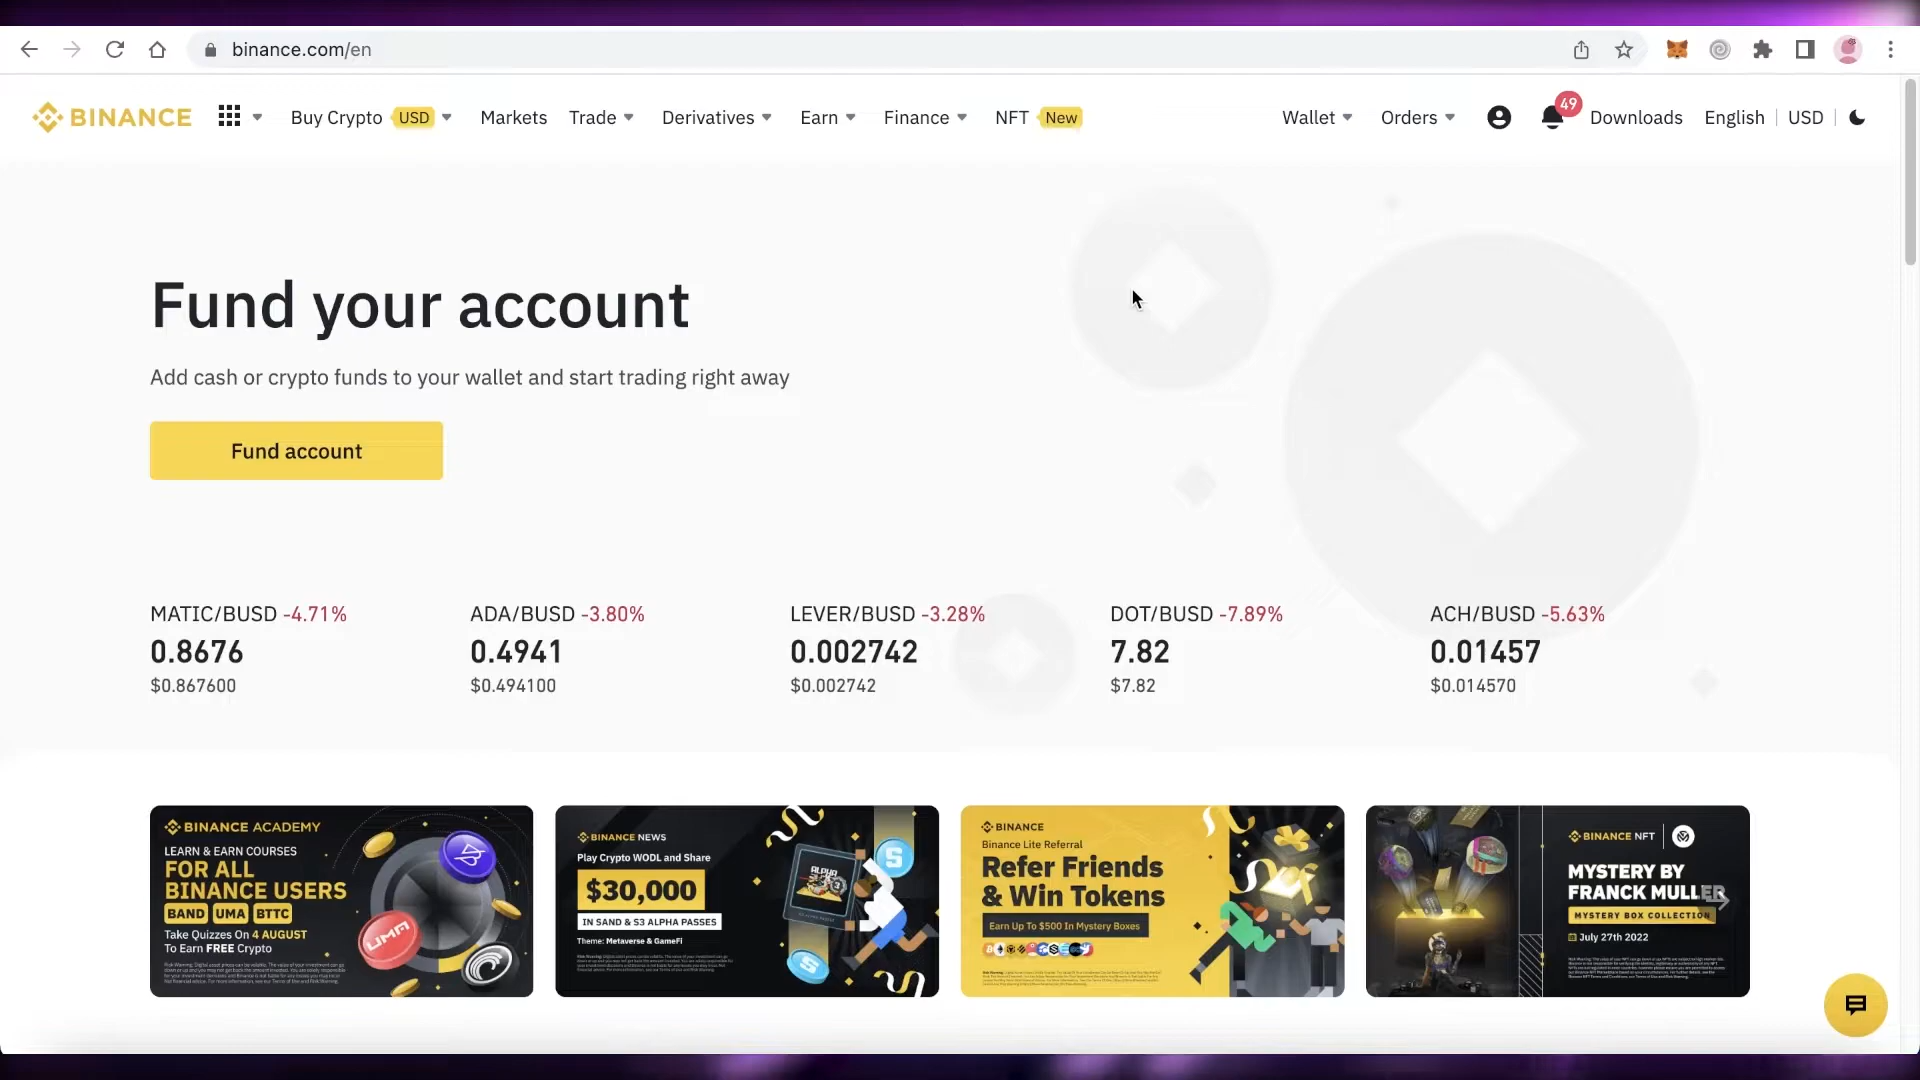 binance.com/en
BINANCE
Buy Crypto USD
Markets
Trade
Derivatives
Earn
Finance
NFT New
Wallet
Orders
49
Downloads
English
USD
Fund your account
Add cash or crypto funds to your wallet and start trading right away
Fund account
MATIC/BUSD -4.71%
0.8676
$0.867600
ADA/BUSD -3.80%
0.4941
$0.494100
LEVER/BUSD -3.28%
0.002742
$0.002742
DOT/BUSD -7.89%
7.82
$7.82
ACH/BUSD -5.63%
0.01457
$0.014570
BINANCE ACADEMY
LEARN & EARN COURSES
FOR ALL
BINANCE USERS
BAND UMA BTTC
Take Quizzes On 4 AUGUST
To Earn FREE Crypto
UMA
BINANCE NEWS
Play Crypto WODL and Share
$30,000
IN SAND & S3 ALPHA PASSES
Theme: Metaverse & GameFi
ALPHA
S
S
BINANCE
Binance Lite Referral
Refer Friends
& Win Tokens
Earn Up To $500 In Mystery Boxes
BINANCE NFT
MYSTERY BY
FRANCK MULLER
MYSTERY BOX COLLECTION
July 27th 2022